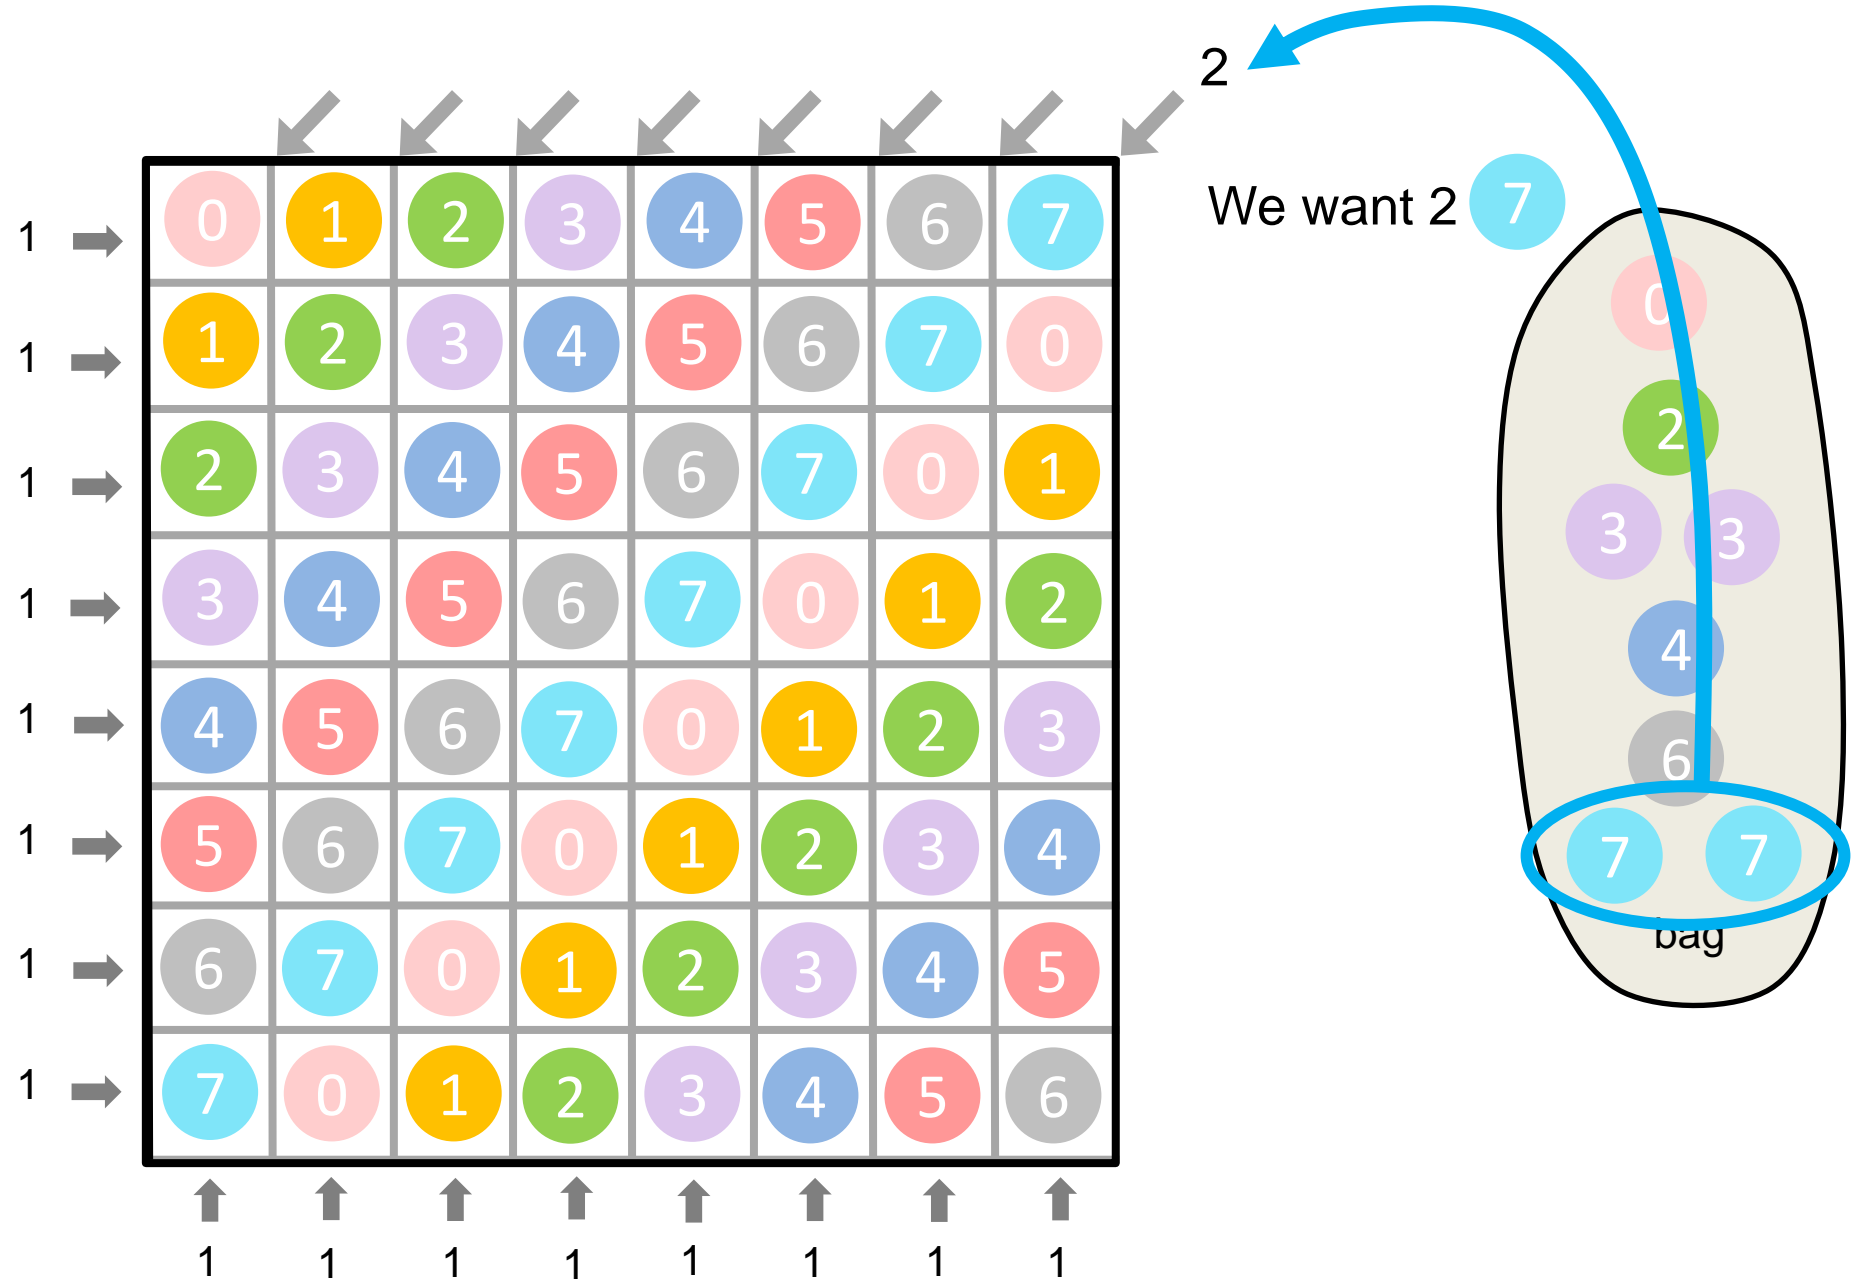 2
We want 2 7
1 0 1 2 3 4 5 6 7
0
1 1 2 3 4 5 6 7 0
2
1 2 3 4 5 6 7 0 1
3 3
1 3 4 5 6 7 0 1 2
4
1 4 5 6 7 0 1 2 3
6
1 5 6 7 0 1 2 3 4
7 7
bag
1 6 7 0 1 2 3 4 5
1 7 0 1 2 3 4 5 6
1 1 1 1 1 1 1 1